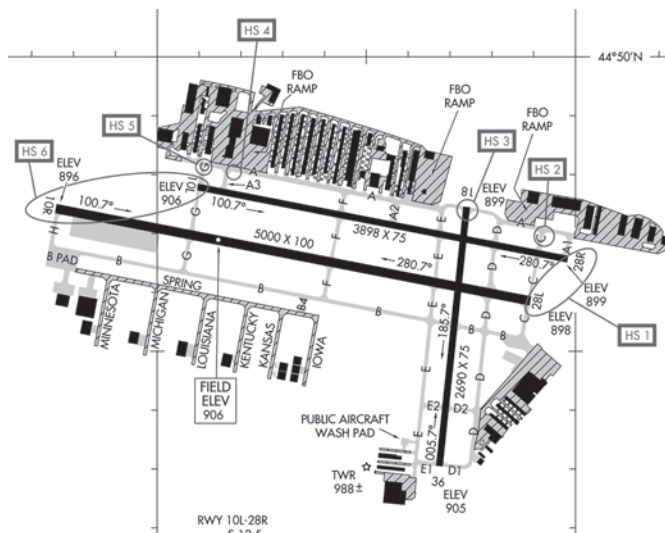 HS 4
44°50'N
FBO
RAMP
HS 5
FBO
RAMP
HS 3
FBO
RAMP
HS 2
HS 6
ELEV
896
G
A
A3
ELEV
906
10L
100.7°
100.7°
A
A2
18
ELEV
899
A
C
A1
28R
10R
H
G
F
E
D
3898 X 75
5000 X 100
280.7°
280.7°
C
28L
ELEV
899
ELEV
898
HS 1
B PAD
B
G
F
E
D
C
SPRING
B
B
B
B4
MINNESOTA
MICHIGAN
LOUISIANA
KENTUCKY
KANSAS
IOWA
E
185.7°
2690 X 75
D
FIELD
ELEV
906
E2
D2
D
PUBLIC AIRCRAFT
WASH PAD
E
005.7°
TWR
988±
E1
D1
36
ELEV
905
RWY 10L-28R